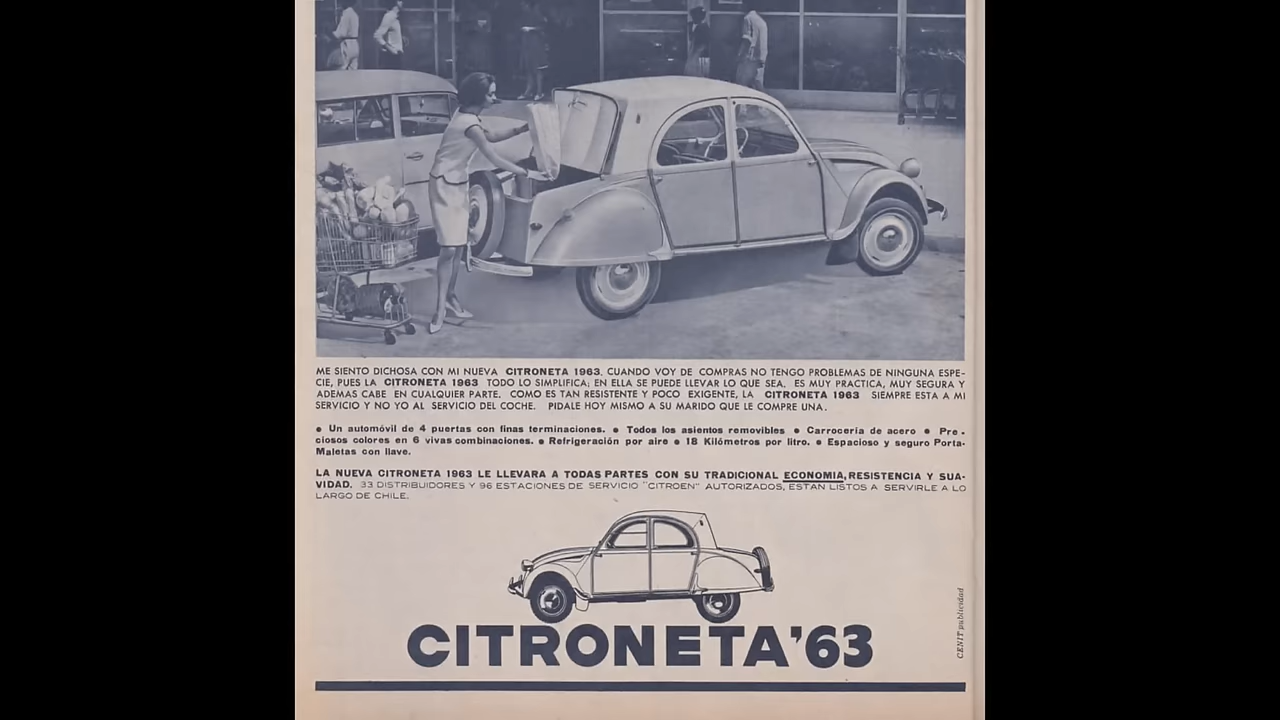 ME SIENTO DICHOSA CON MI NUEVA CITRONETA 1963. CUANDO VOY DE COMPRAS NO TENGO PROBLEMAS DE NINGUNA ESPE-
CIE, PUES LA CITRONETA 1963 TODO LO SIMPLIFICA; EN ELLA SE PUEDE LLEVAR LO QUE SEA. ES MUY PRACTICA, MUY SEGURA Y
ADEMAS CABE EN CUALQUIER PARTE. COMO ES TAN RESISTENTE Y POCO EXIGENTE, LA CITRONETA 1963 SIEMPRE ESTA A MI
SERVICIO Y NO YO AL SERVICIO DEL COCHE. PIDALE HOY MISMO A SU MARIDO QUE LE COMPRE UNA.
● Un automóvil de 4 puertas con finas terminaciones. ● Todos los asientos removibles ● Carrocería de acero ● Pre-
ciosos colores en 6 vivas combinaciones. ● Refrigeración por aire ● 18 Kilómetros por litro. ● Espacioso y seguro Porta-
Maletas con llave.
LA NUEVA CITRONETA 1963 LE LLEVARA A TODAS PARTES CON SU TRADICIONAL ECONOMIA, RESISTENCIA Y SUA-
VIDAD. 33 DISTRIBUIDORES Y 96 ESTACIONES DE SERVICIO "CITROEN" AUTORIZADOS, ESTAN LISTOS A SERVIRLE A LO
LARGO DE CHILE.
CENIT publicidad
CITRONETA'63